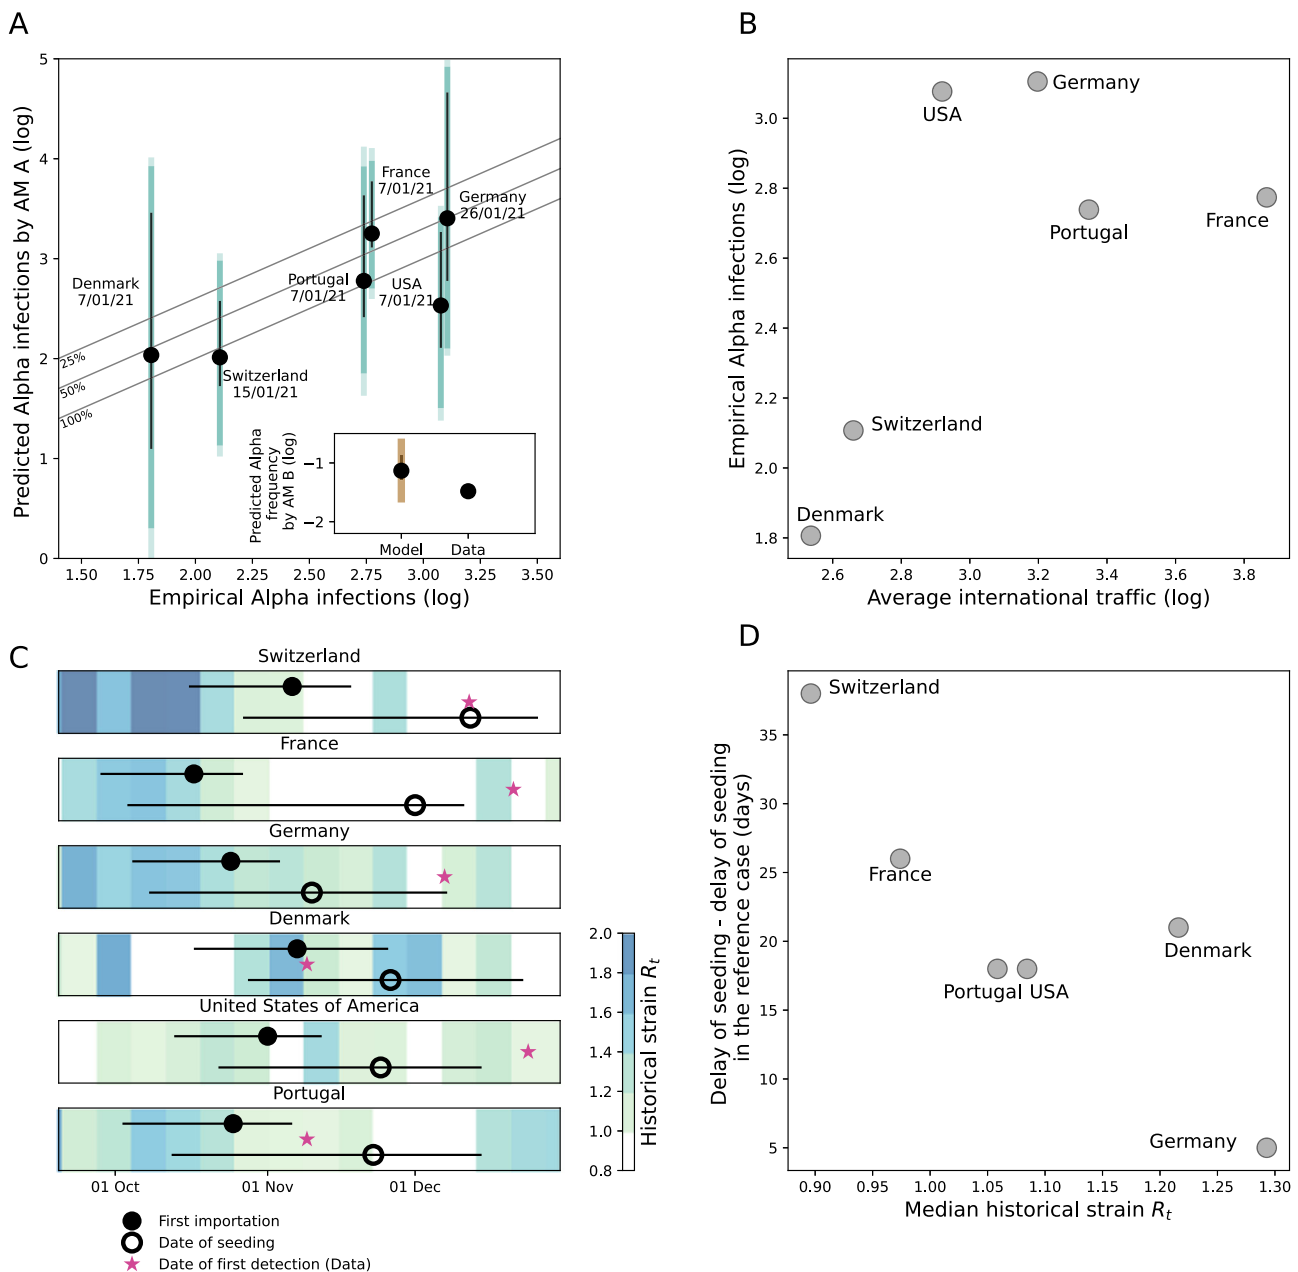 A
Predicted Alpha infections by AM A (log)
5
4
3
2
1
0
Denmark
7/01/21
Switzerland
15/01/21
Portugal
7/01/21
France
7/01/21
USA
7/01/21
Germany
26/01/21
25%
50%
100%
Predicted Alpha
frequency
by AM B (log)
−1
−2
Model
Data
1.50
1.75
2.00
2.25
2.50
2.75
3.00
3.25
3.50
Empirical Alpha infections (log)
B
Empirical Alpha infections (log)
3.0
2.8
2.6
2.4
2.2
2.0
1.8
USA
Germany
Portugal
France
Switzerland
Denmark
2.6
2.8
3.0
3.2
3.4
3.6
3.8
Average international traffic (log)
C
Switzerland
France
Germany
Denmark
United States of America
Portugal
01 Oct
01 Nov
01 Dec
First importation
Date of seeding
Date of first detection (Data)
Historical strain Rt
2.0
1.8
1.6
1.4
1.2
1.0
0.8
D
Delay of seeding - delay of seeding
in the reference case (days)
35
30
25
20
15
10
5
Switzerland
France
Denmark
Portugal USA
Germany
0.90
0.95
1.00
1.05
1.10
1.15
1.20
1.25
1.30
Median historical strain Rt